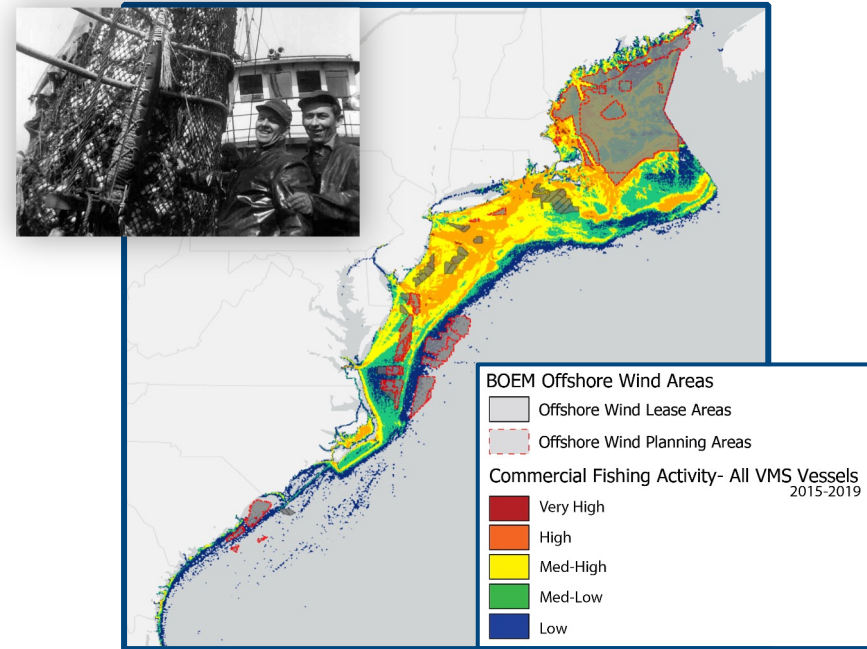 BOEM Offshore Wind Areas
Offshore Wind Lease Areas
Offshore Wind Planning Areas
Commercial Fishing Activity- All VMS Vessels
2015-2019
Very High
High
Med-High
Med-Low
Low